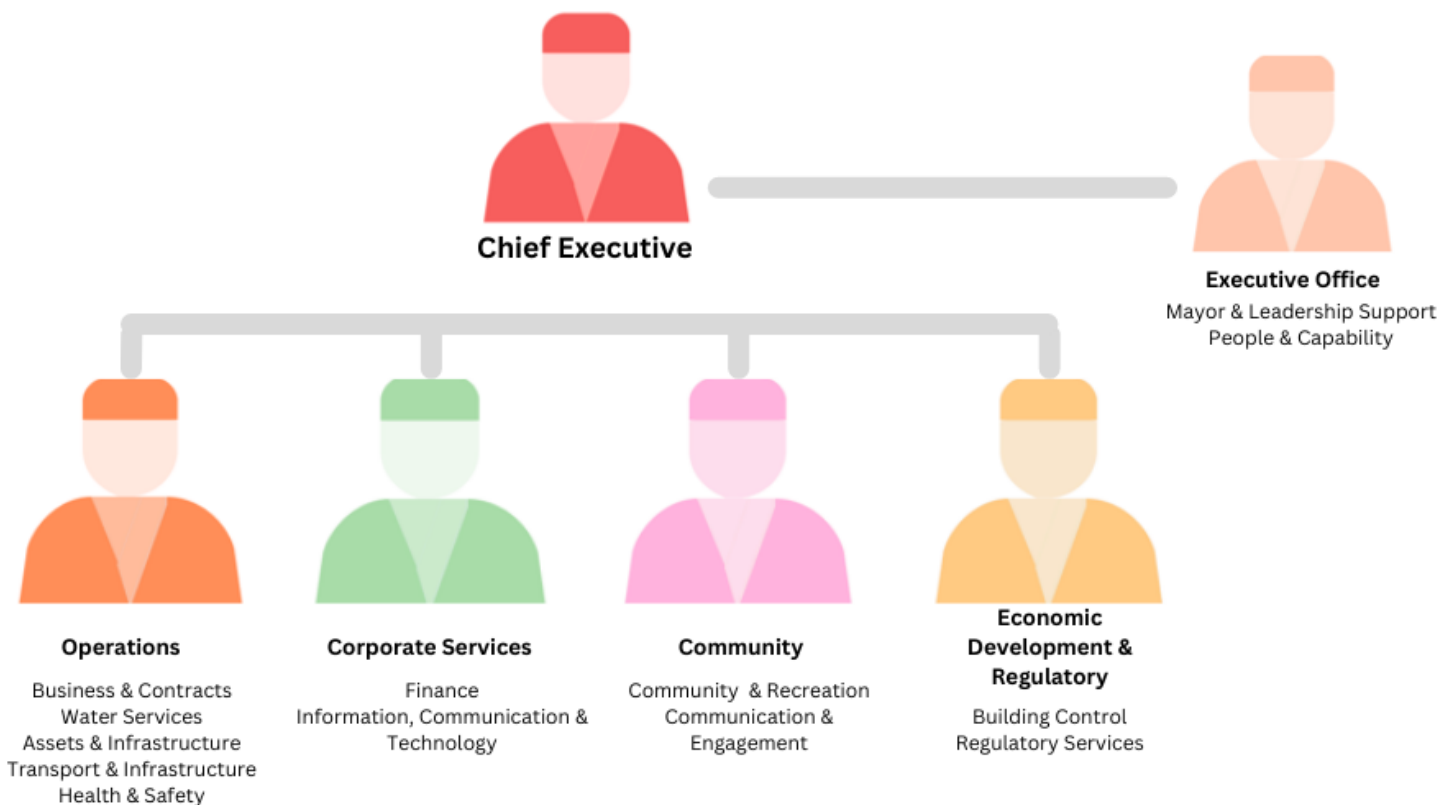 Chief Executive
Executive Office
Mayor & Leadership Support
People & Capability
Operations
Business & Contracts
Water Services
Assets & Infrastructure
Transport & Infrastructure
Health & Safety
Corporate Services
Finance
Information, Communication &
Technology
Community
Community & Recreation
Communication &
Engagement
Economic
Development &
Regulatory
Building Control
Regulatory Services